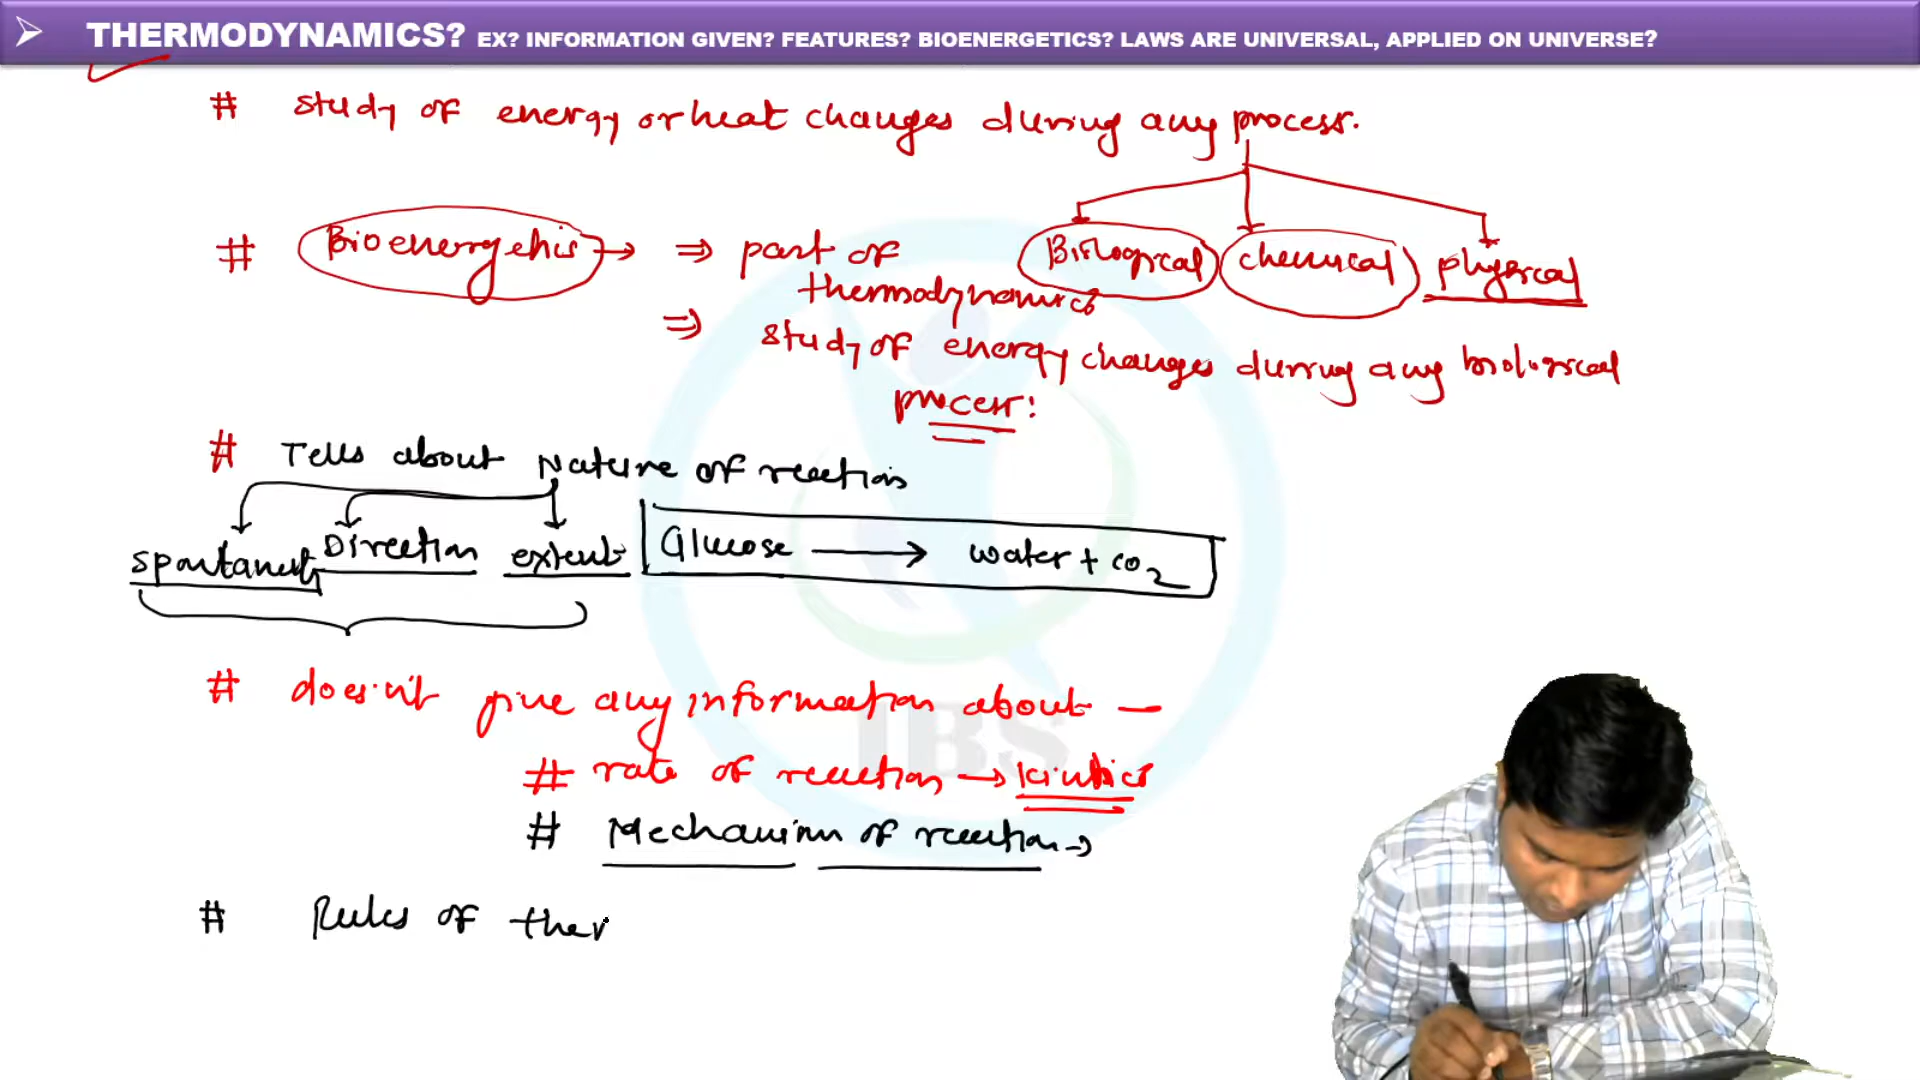 THERMODYNAMICS? EX? INFORMATION GIVEN? FEATURES? BIOENERGETICS? LAWS ARE UNIVERSAL, APPLIED ON UNIVERSE?
# study of energy or heat changes during any process.
Biological chemical physical
# Bioenergetics → ⇒ part of
thermodynamics
⇒ study of energy changes during any biological
process:
# Tells about Nature of reaction
spontaneity Direction extent
Glucose → water + co2
# doesn't give any information about —
# rate of reaction → kinetics
# Mechanism of reaction →
# Rules of ther
IBS